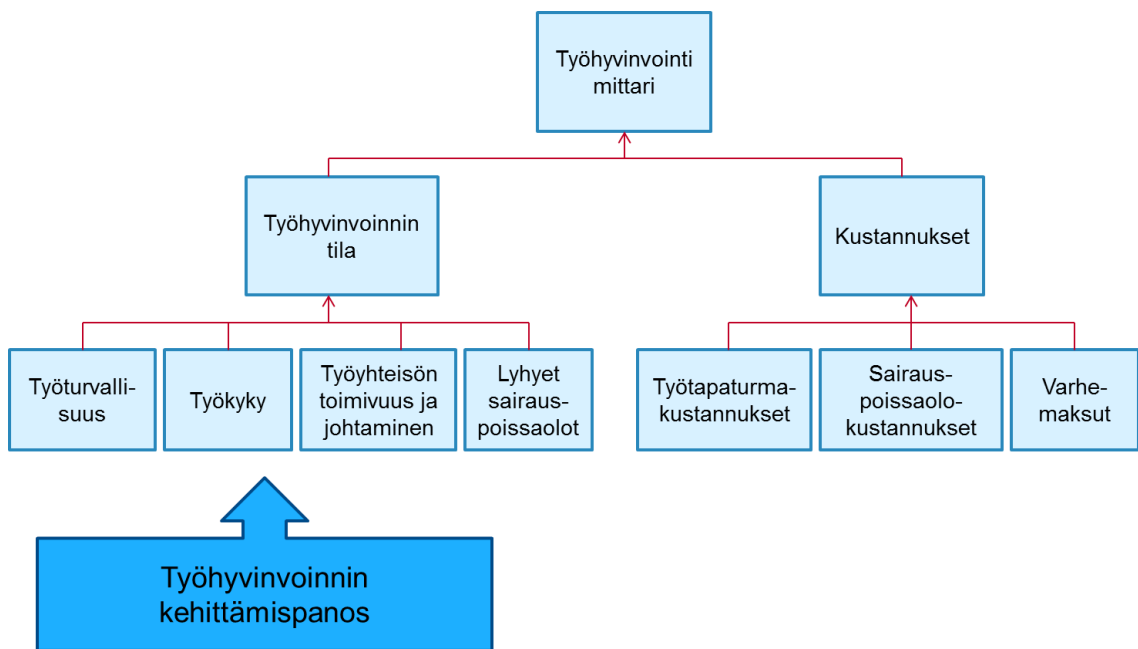 Työhyvinvointi
mittari
Työhyvinvoinnin
tila
Kustannukset
Työturvalli-
suus
Työkyky
Työyhteisön
toimivuus ja
johtaminen
Lyhyet
sairaus-
poissaolot
Työtapaturma-
kustannukset
Sairaus-
poissaolo-
kustannukset
Varhe-
maksut
Työhyvinvoinnin
kehittämispanos